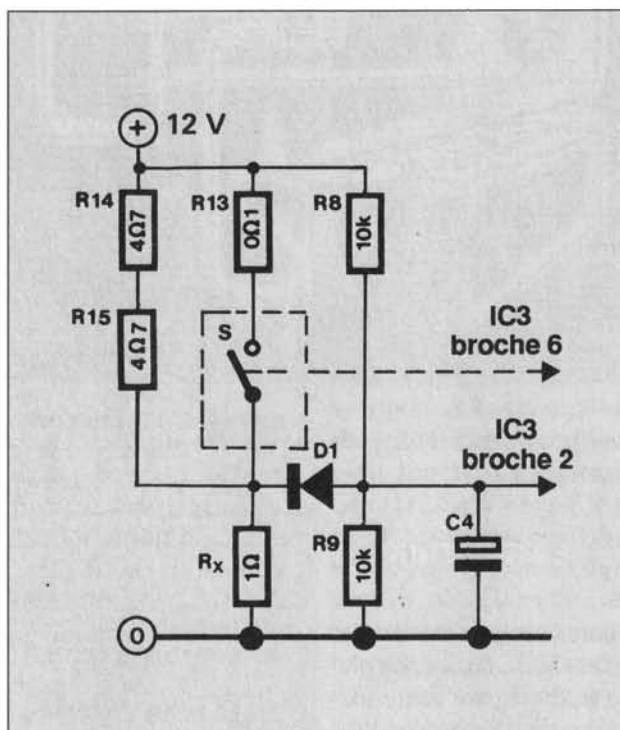 + 12 V
R14 4Ω7
R13 0Ω1
R8 10k
R15 4Ω7
S
IC3
broche 6
IC3
broche 2
D1
RX 1Ω
R9 10k
C4
0